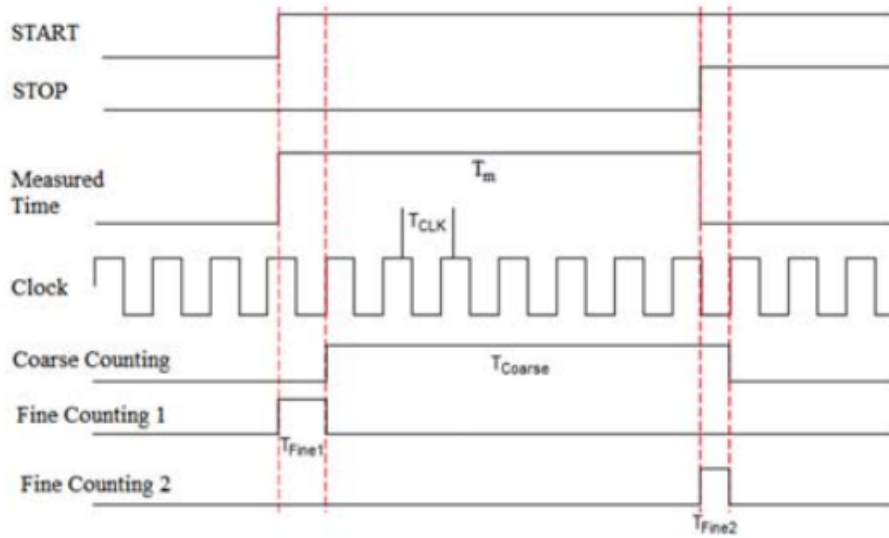 START
STOP
Measured
Time
Tm
TCLK
Clock
Coarse Counting
TCoarse
Fine Counting 1
TFine1
Fine Counting 2
TFine2